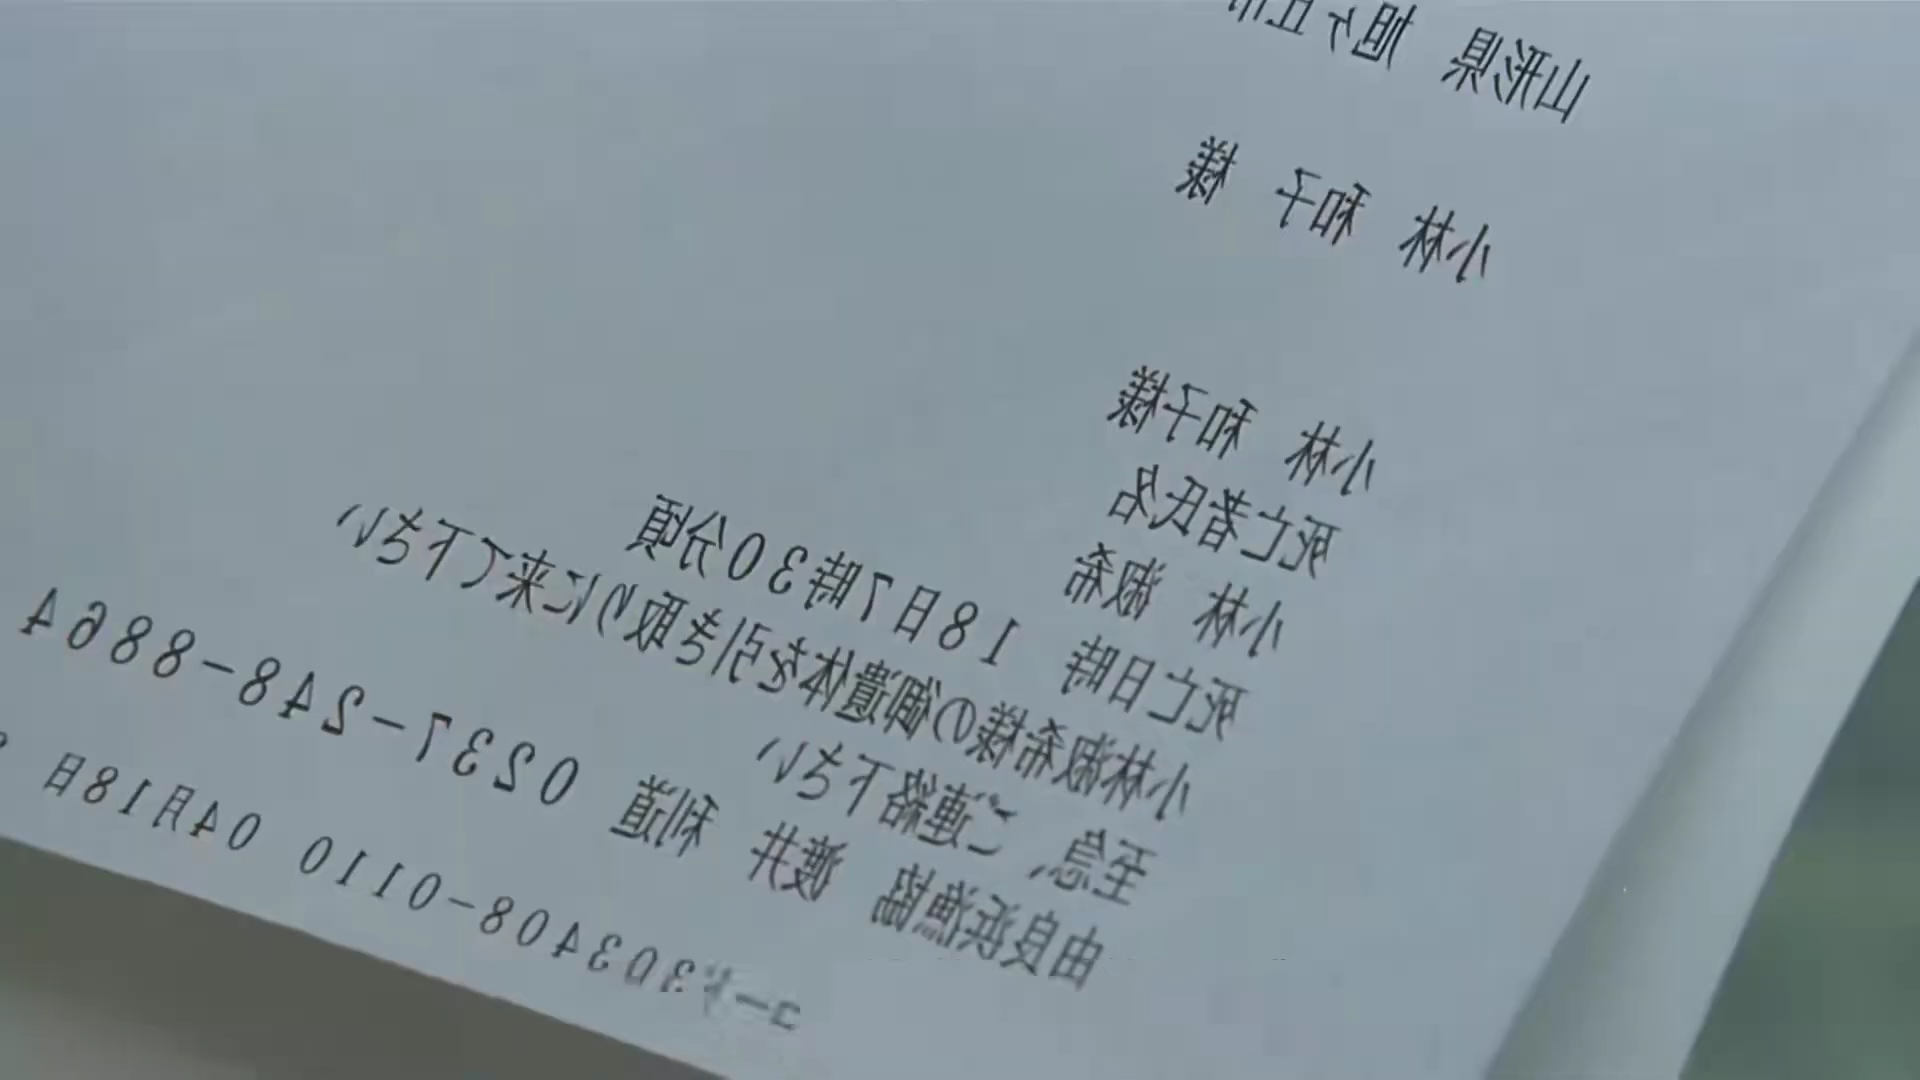 山形県 旭ヶ丘市
小林 和子 様
小林 和子様
死亡者氏名
小林 淑希
死亡日時 18日7時30分頃
小林淑希様の御遺体を引き取りに来て下さい
至急、ご連絡下さい
由良浜漁協 櫻井 利道 0237-248-8864
コード303408-0110 04月18日